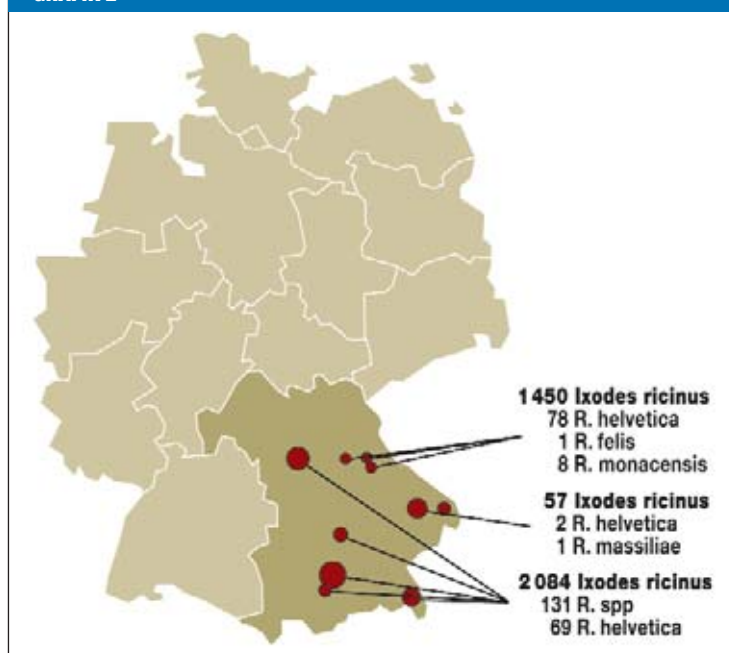 1 450 Ixodes ricinus
78 R. helvetica
1 R. felis
8 R. monacensis
57 Ixodes ricinus
2 R. helvetica
1 R. massiliae
2 084 Ixodes ricinus
131 R. spp
69 R. helvetica